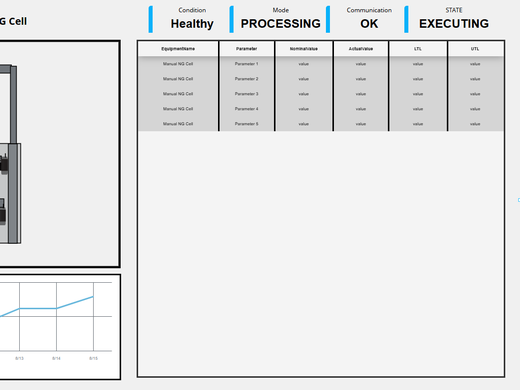 G Cell
Condition Mode Communication STATE
Healthy PROCESSING OK EXECUTING
EquipmentName Parameter NominalValue ActualValue LTL UTL
Manual NG Cell Parameter 1 value value value value
Manual NG Cell Parameter 2 value value value value
Manual NG Cell Parameter 3 value value value value
Manual NG Cell Parameter 4 value value value value
Manual NG Cell Parameter 5 value value value value